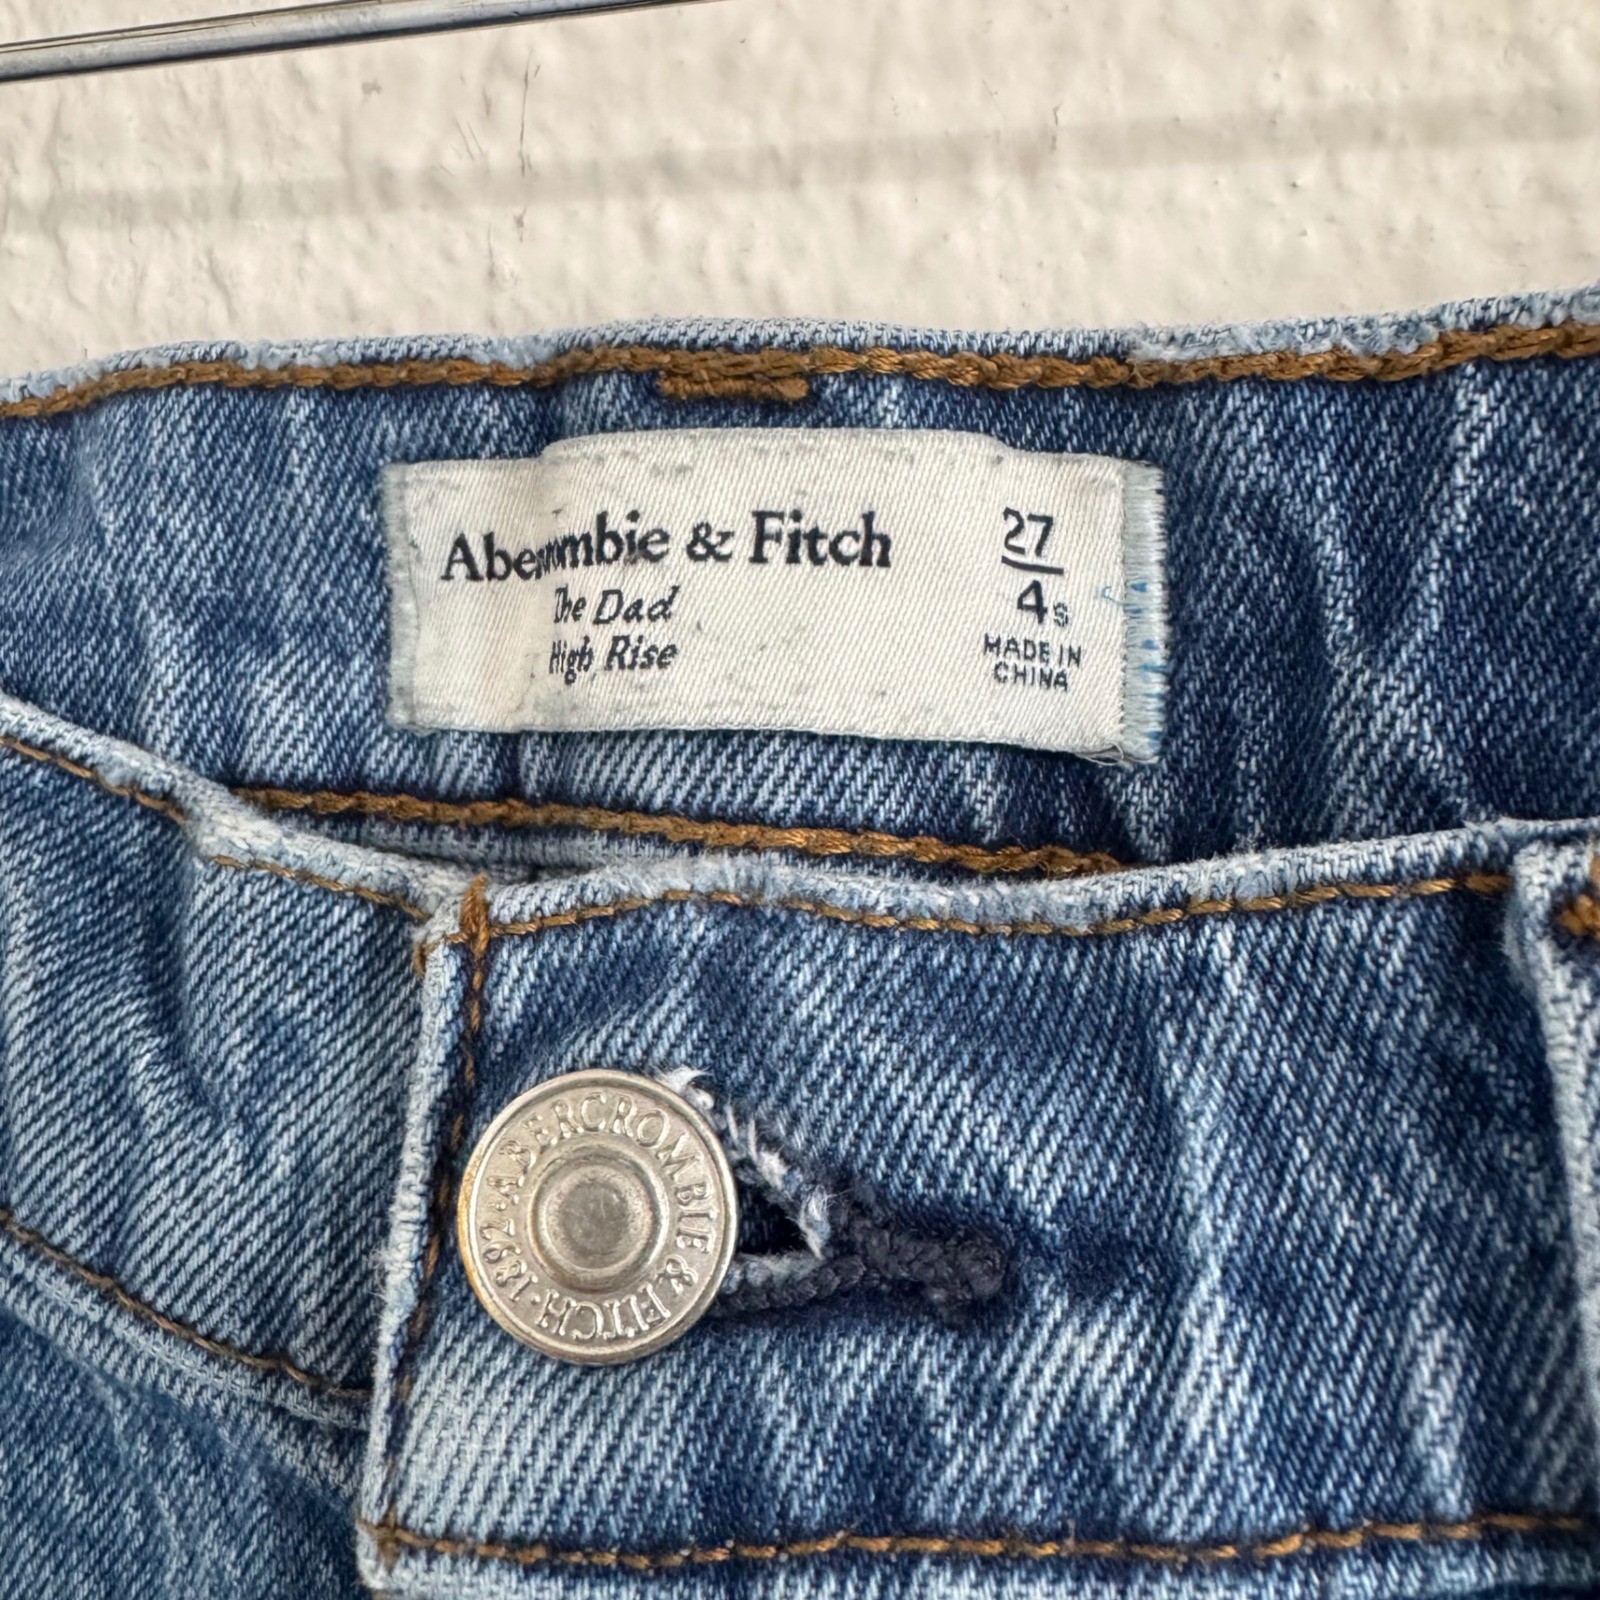 Abercrombie & Fitch
The Dad
High Rise
27
4s
MADE IN
CHINA
ABERCROMBIE & FITCH · 1892 ·